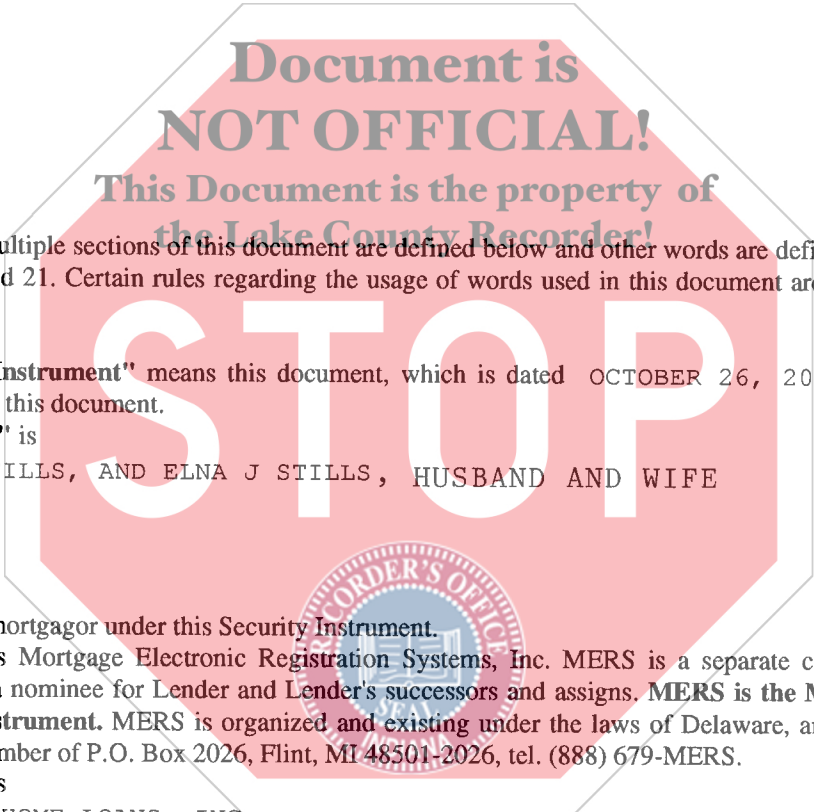 Document is
NOT OFFICIAL!
This Document is the property of
the Lake County Recorder!
ultiple sections of this document are defined below and other words are defi
d 21. Certain rules regarding the usage of words used in this document ar
STOP
Instrument" means this document, which is dated OCTOBER 26, 20
this document.
" is
ILLS, AND ELNA J STILLS, HUSBAND AND WIFE
RECORDER'S OFFICE
SEAL
INDIANA
mortgagor under this Security Instrument.
s Mortgage Electronic Registration Systems, Inc. MERS is a separate c
nominee for Lender and Lender's successors and assigns. MERS is the M
strument. MERS is organized and existing under the laws of Delaware, a
mber of P.O. Box 2026, Flint, MI 48501-2026, tel. (888) 679-MERS.
s
HOME LOANS, INC